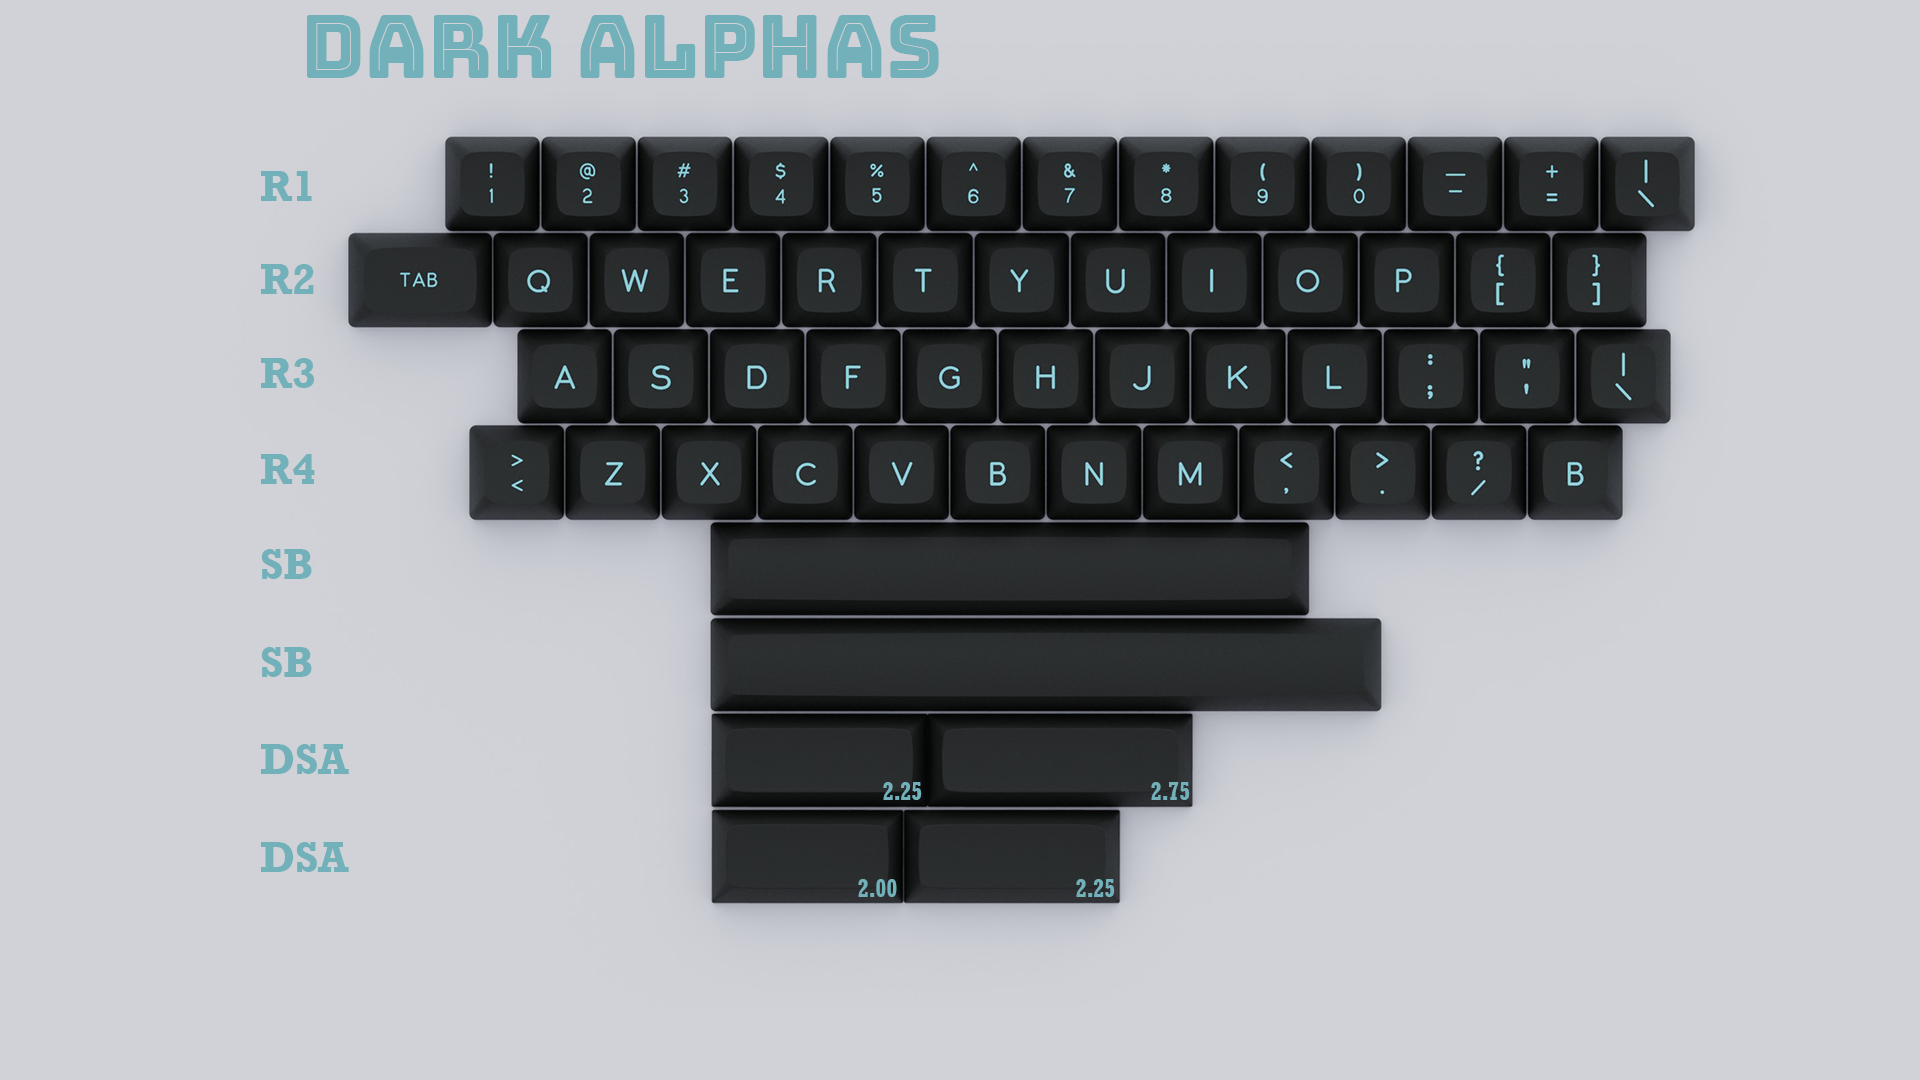 DARK ALPHAS
R1 ! @ # $ % ^ & * ( ) — + |
1 2 3 4 5 6 7 8 9 0 – = \
R2 TAB Q W E R T Y U I O P { }
[ ]
R3 A S D F G H J K L : " |
; ' \
R4 > Z X C V B N M < > ? B
< , . /
SB
SB
DSA 2.25 2.75
DSA 2.00 2.25